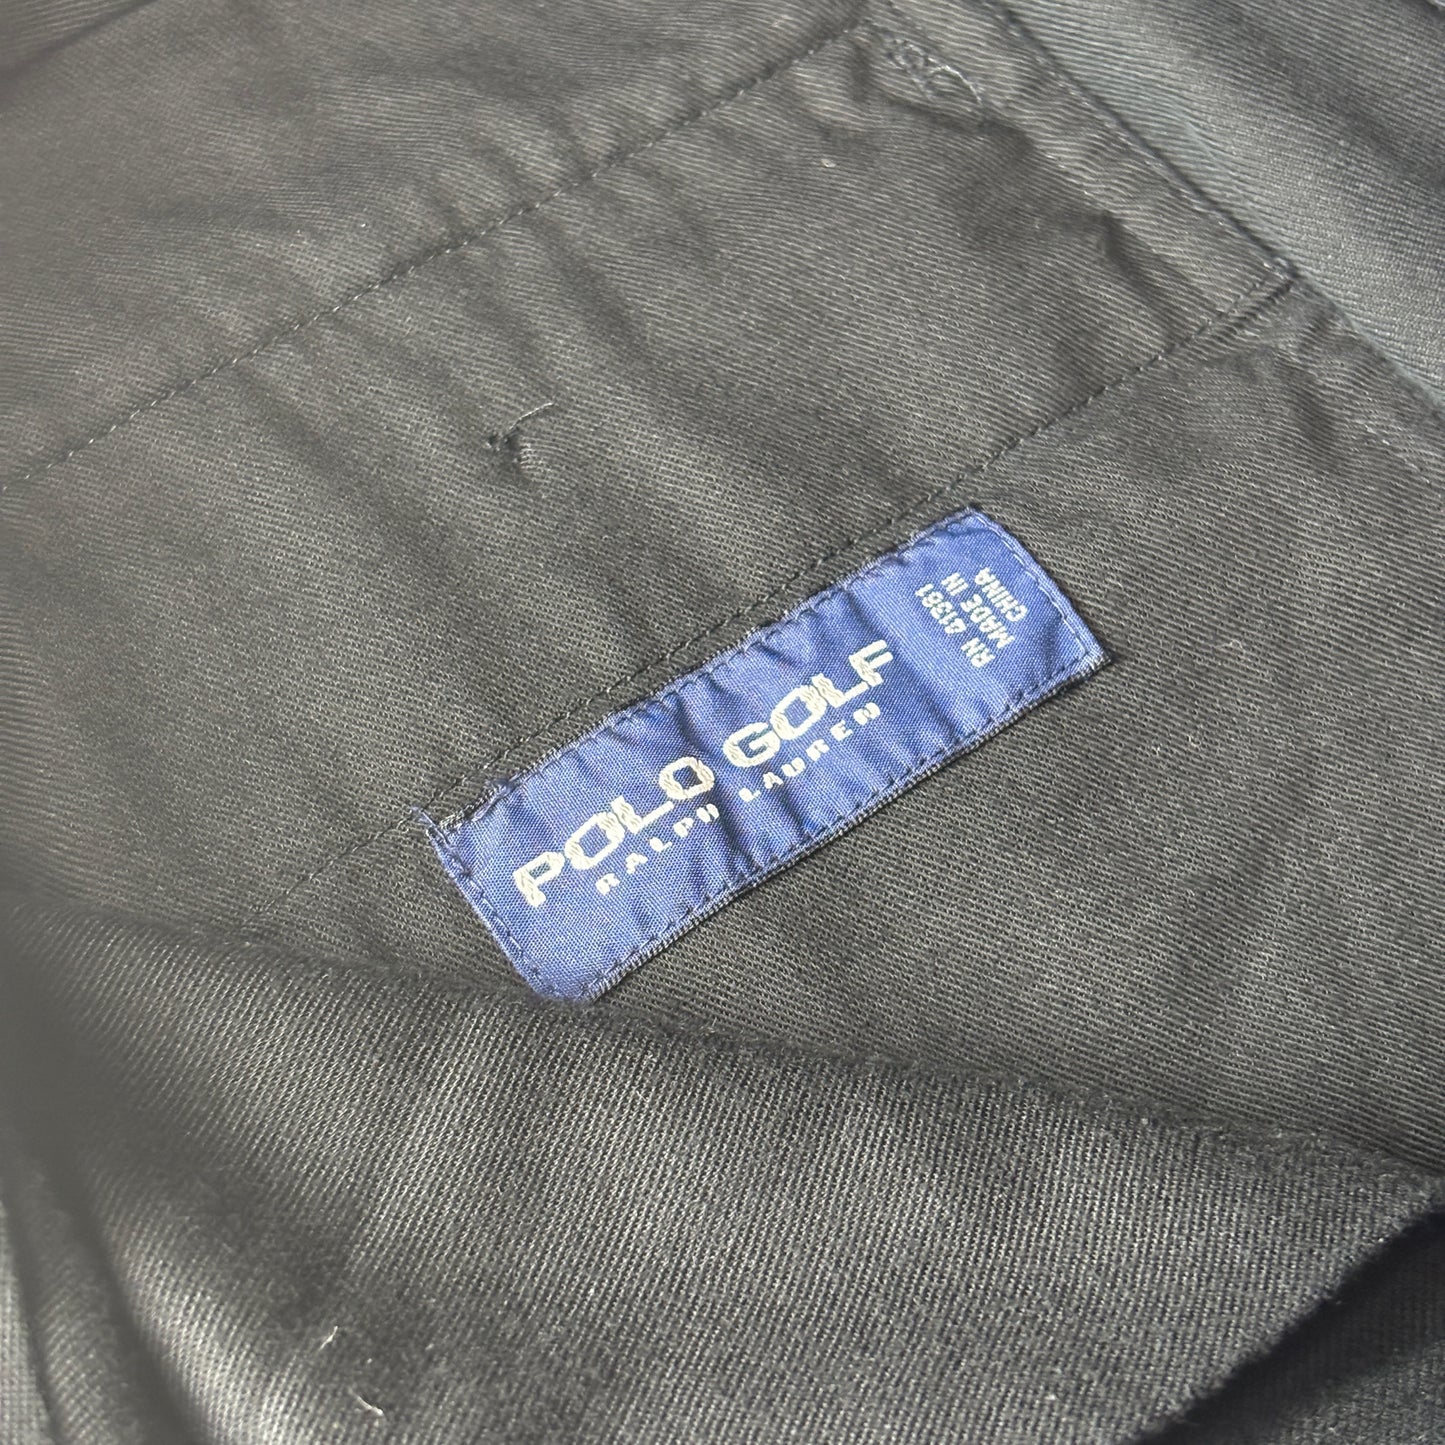 POLO GOLF
RALPH LAUREN
RN 41381
MADE IN
CHINA